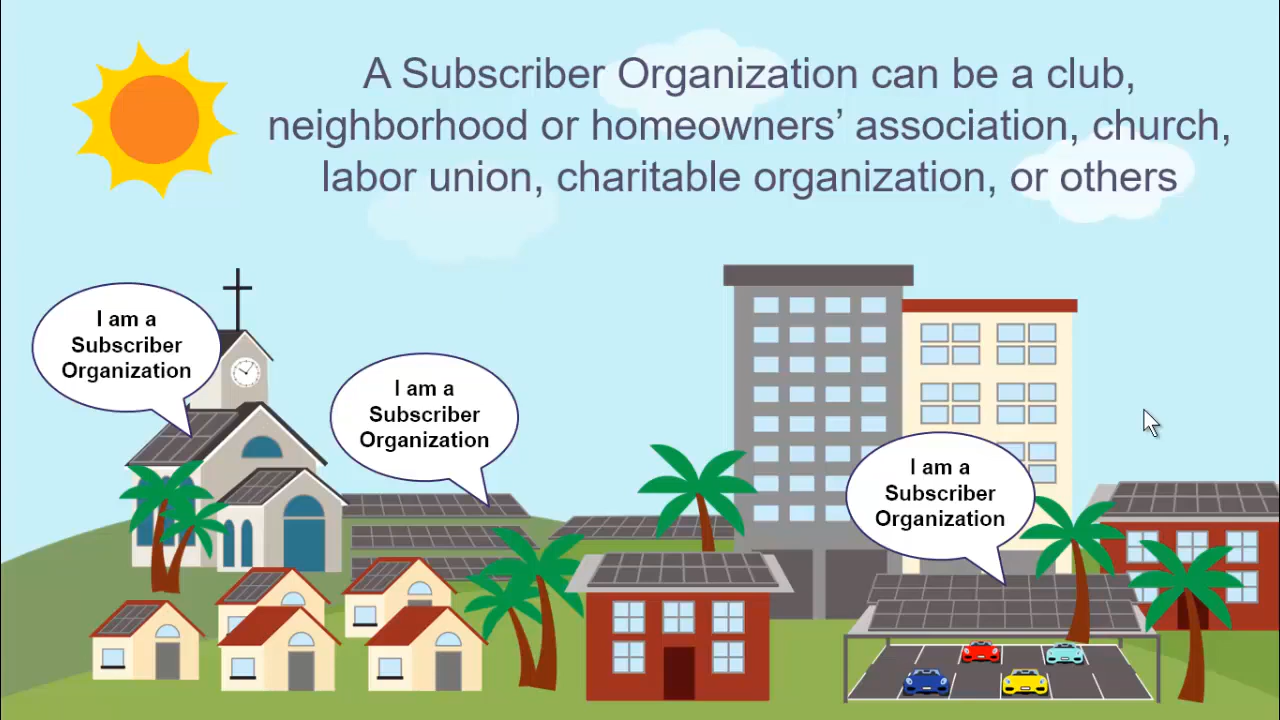 A Subscriber Organization can be a club,
neighborhood or homeowners’ association, church,
labor union, charitable organization, or others
I am a
Subscriber
Organization
I am a
Subscriber
Organization
I am a
Subscriber
Organization